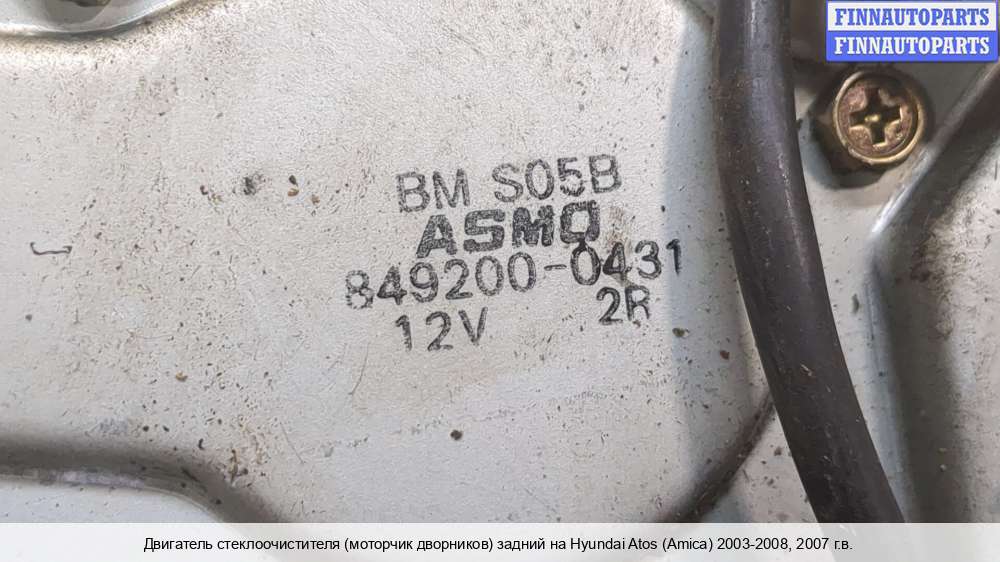 FINNAUTOPARTS
FINNAUTOPARTS
BM S05B
ASMO
849200-0431
12V 2R
Двигатель стеклоочистителя (моторчик дворников) задний на Hyundai Atos (Amica) 2003-2008, 2007 г.в.